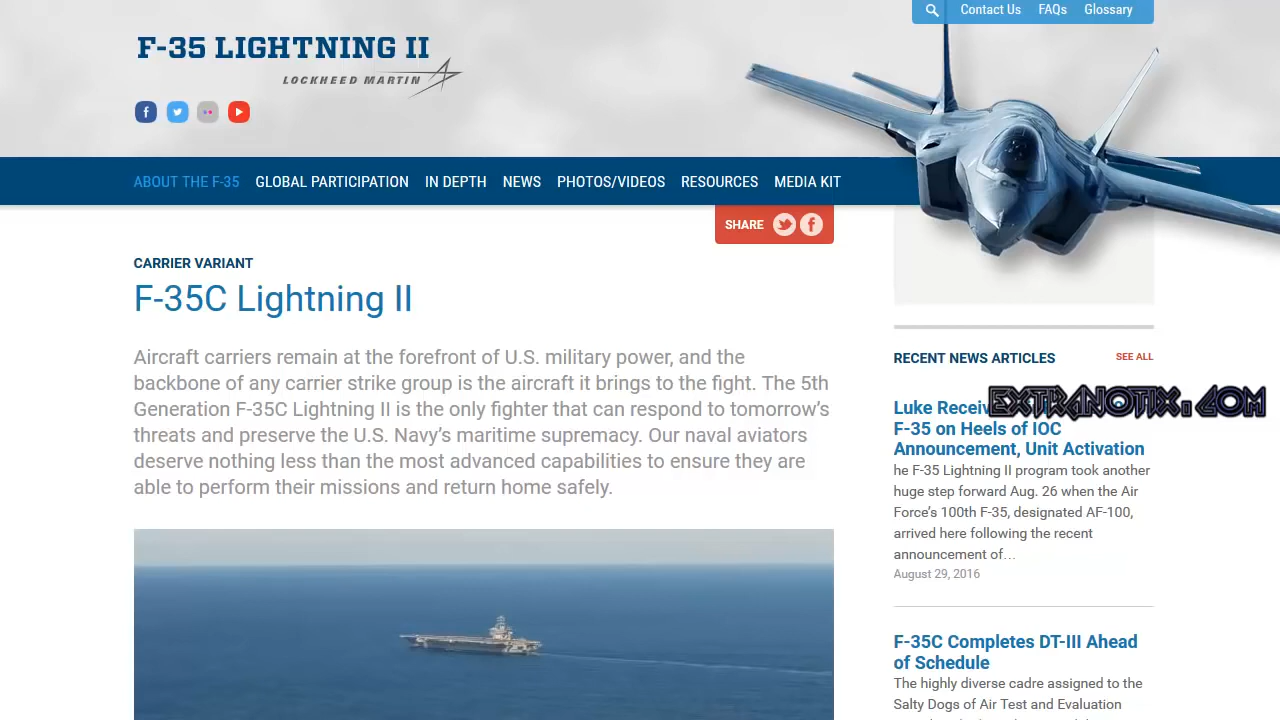 Contact Us FAQs Glossary
F-35 LIGHTNING II
LOCKHEED MARTIN
ABOUT THE F-35 GLOBAL PARTICIPATION IN DEPTH NEWS PHOTOS/VIDEOS RESOURCES MEDIA KIT
SHARE
CARRIER VARIANT
F-35C Lightning II
Aircraft carriers remain at the forefront of U.S. military power, and the
backbone of any carrier strike group is the aircraft it brings to the fight. The 5th
Generation F-35C Lightning II is the only fighter that can respond to tomorrow's
threats and preserve the U.S. Navy's maritime supremacy. Our naval aviators
deserve nothing less than the most advanced capabilities to ensure they are
able to perform their missions and return home safely.
RECENT NEWS ARTICLES SEE ALL
EXTRANOTIX.COM
Luke
F-35 on Heels of IOC
Announcement, Unit Activation
he F-35 Lightning II program took another
huge step forward Aug. 26 when the Air
Force's 100th F-35, designated AF-100,
arrived here following the recent
announcement of...
August 29, 2016
F-35C Completes DT-III Ahead
of Schedule
The highly diverse cadre assigned to the
Salty Dogs of Air Test and Evaluation